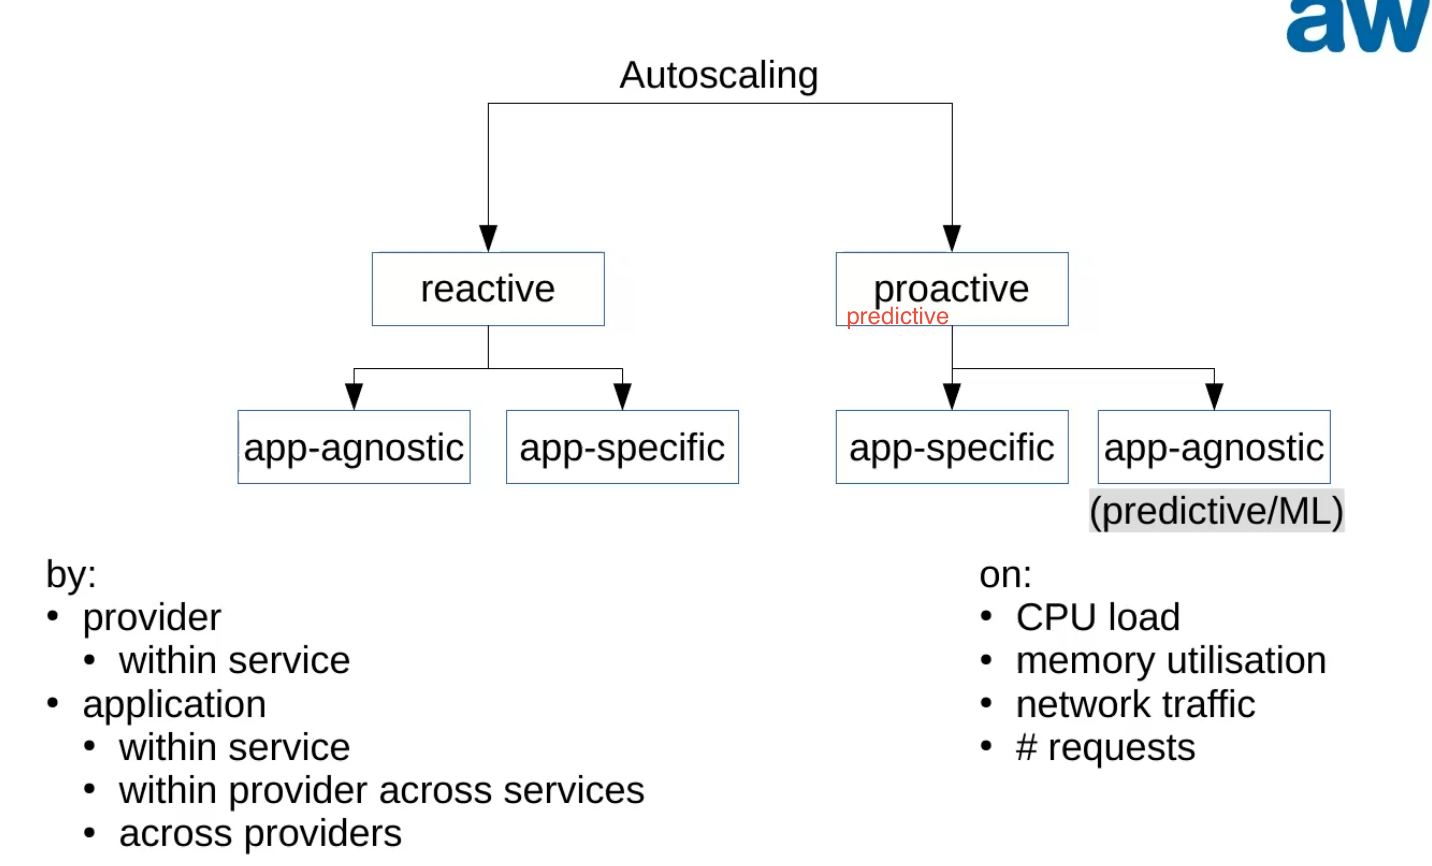 aw
Autoscaling
reactive
proactive
predictive
app-agnostic
app-specific
app-specific
app-agnostic
(predictive/ML)
by:
• provider
• within service
• application
• within service
• within provider across services
• across providers
on:
• CPU load
• memory utilisation
• network traffic
• # requests